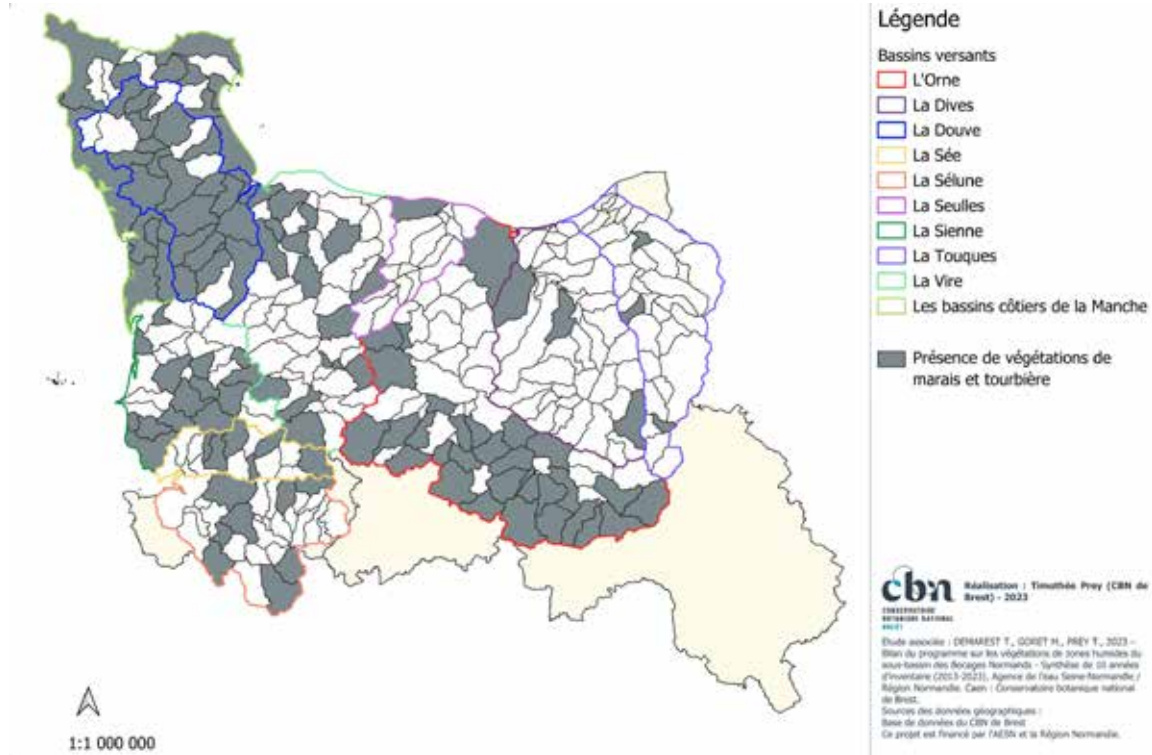 Légende
Bassins versants
L'Orne
La Dives
La Douve
La Sée
La Sélune
La Seulles
La Sienne
La Touques
La Vire
Les bassins côtiers de la Manche
Présence de végétations de
marais et tourbière
cbn
CONSERVATOIRE
BOTANIQUE NATIONAL
BREST
Réalisation : Timothée Prey (CBN de
Brest) - 2023
Etude associée : DEMAREST T., GORET M., PREY T., 2023 -
Bilan du programme sur les végétations de zones humides du
sous-bassin des Bocages Normands - Synthèse de 10 années
d'inventaire (2013-2023), Agence de l'eau Seine-Normandie /
Région Normandie. Caen : Conservatoire botanique national
de Brest.
Sources des données géographiques :
Base de données du CBN de Brest
Ce projet est financé par l'AESN et la Région Normandie.
1:1 000 000